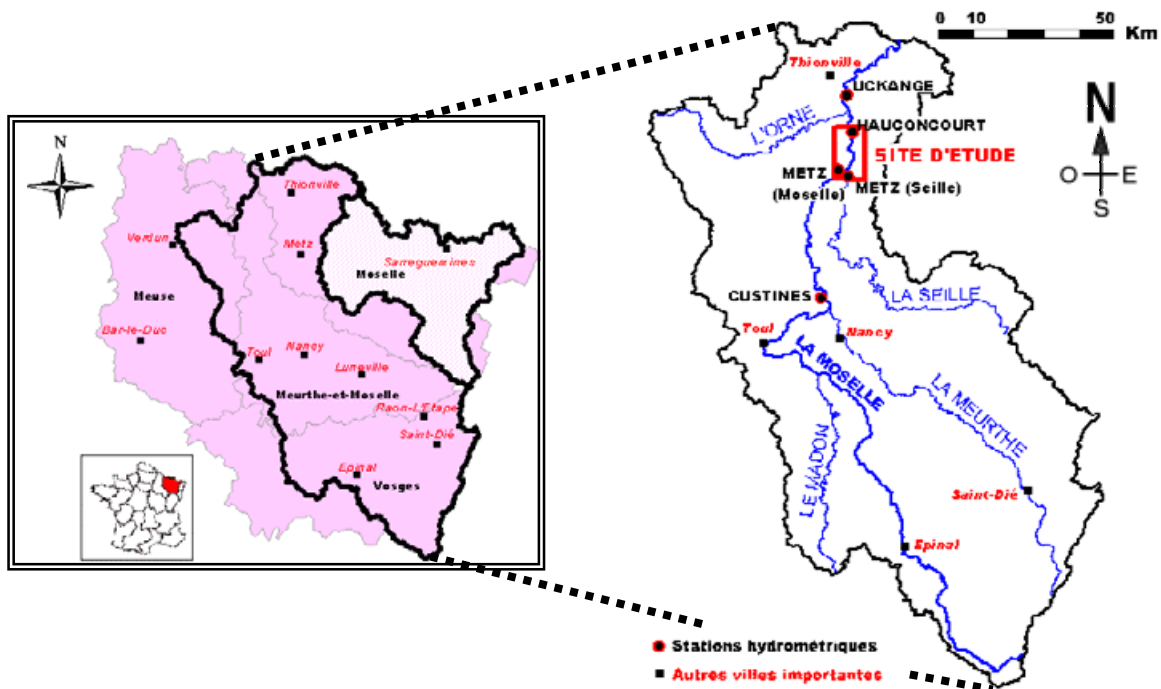 N
Thionville
Metz
Verdun
Sarreguemines
Moselle
Meuse
Bar-le-Duc
Toul
Nancy
Luneville
Meurthe-et-Moselle
Raon-L'Etape
Saint-Dié
Epinal
Vosges
0 10 50
Km
Thionville
UCKANGE
L'ORNE
HAUCONCOURT
SITE D'ETUDE
METZ
(Moselle)
METZ (Seille)
N
O E
S
CUSTINES
LA SEILLE
Toul
Nancy
LA MOSELLE
LA MEURTHE
LE MADON
Saint-Dié
Epinal
Stations hydrométriques
Autres villes importantes